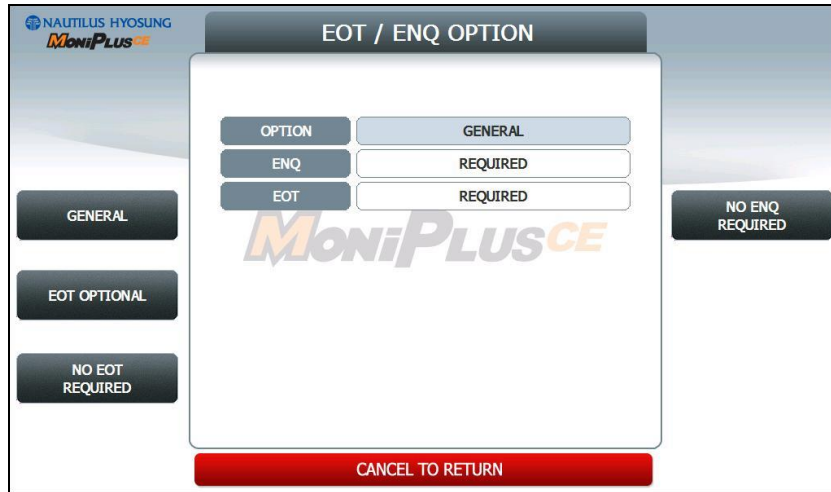 NAUTILUS HYOSUNG
MoniPlusCE
EOT / ENQ OPTION
OPTION GENERAL
ENQ REQUIRED
EOT REQUIRED
MoniPlusCE
GENERAL
NO ENQ
REQUIRED
EOT OPTIONAL
NO EOT
REQUIRED
CANCEL TO RETURN